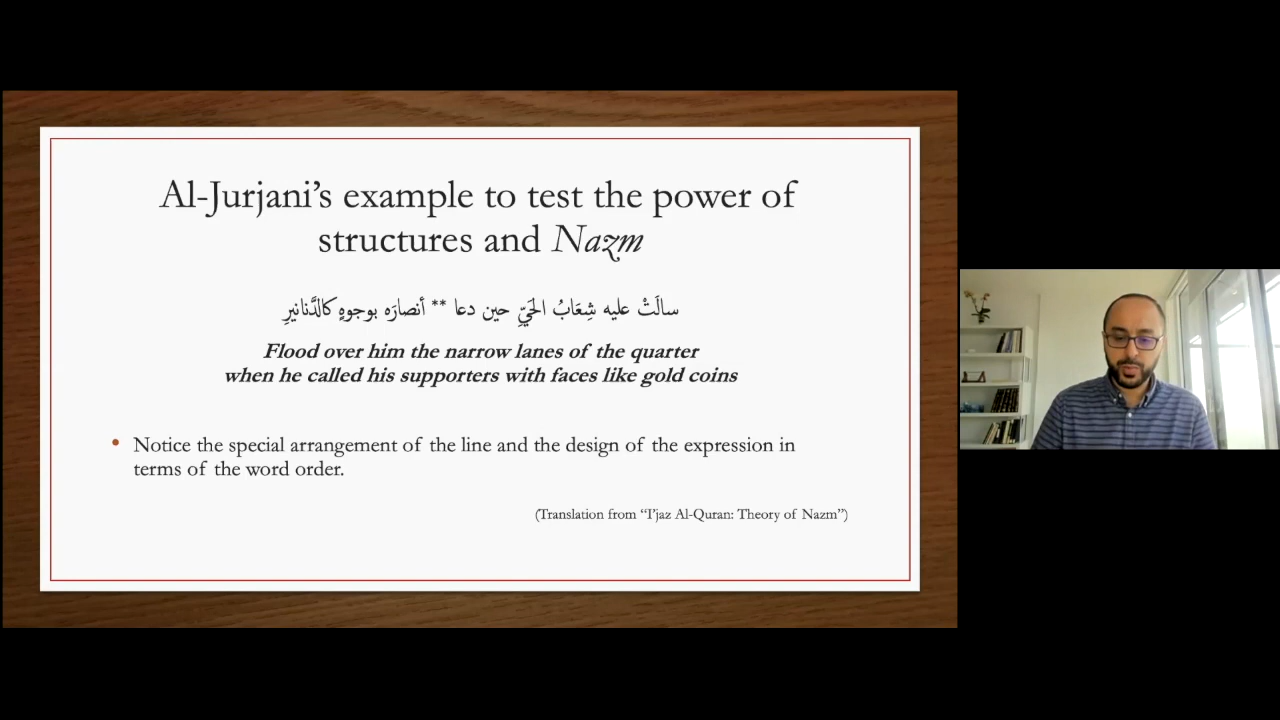 Al-Jurjani’s example to test the power of
structures and Nazm
سالَتْ عليه شِعَابُ الحَيِّ حين دعا ** أنصارَه بوجوهٍ كالدَّنانيرِ
Flood over him the narrow lanes of the quarter
when he called his supporters with faces like gold coins
• Notice the special arrangement of the line and the design of the expression in
terms of the word order.
(Translation from “I’jaz Al-Quran: Theory of Nazm”)